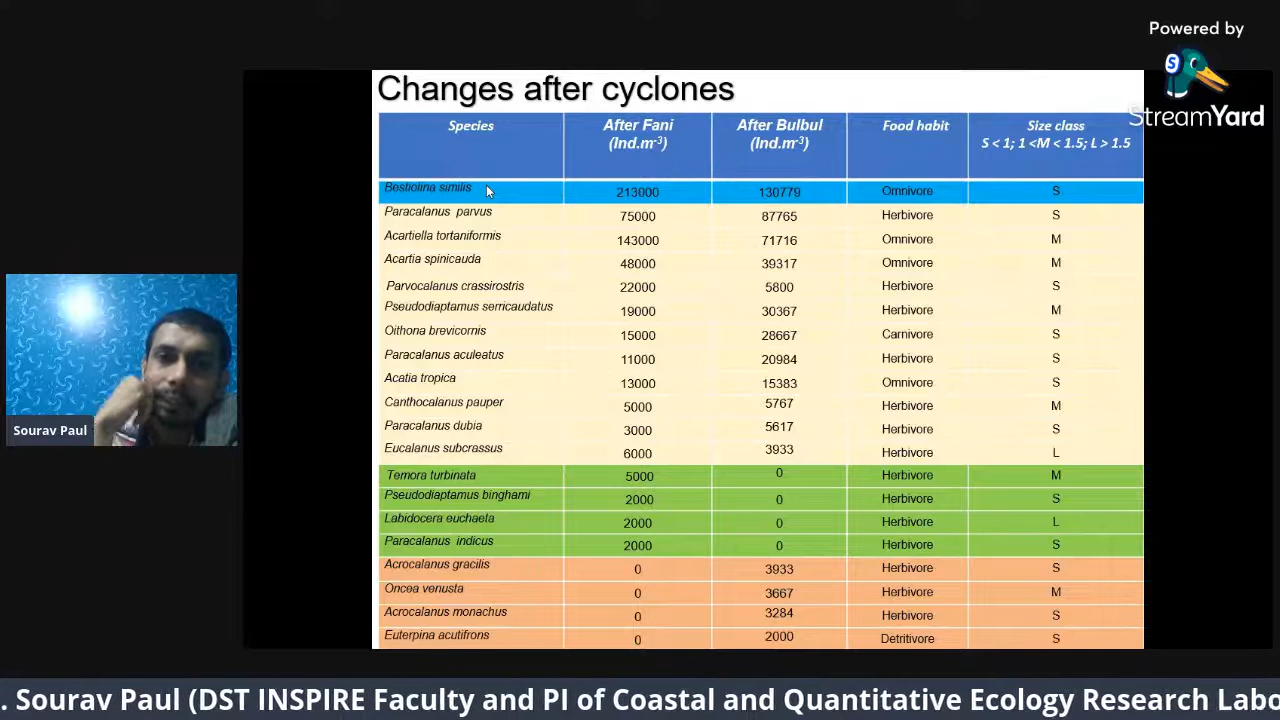 Powered by
StreamYard
Changes after cyclones
Species After Fani (Ind.m-3) After Bulbul (Ind.m-3) Food habit Size class S < 1; 1 <M < 1.5; L > 1.5
Bestiolina similis 213000 130779 Omnivore S
Paracalanus parvus 75000 87765 Herbivore S
Acartiella tortaniformis 143000 71716 Omnivore M
Acartia spinicauda 48000 39317 Omnivore M
Parvocalanus crassirostris 22000 5800 Herbivore S
Pseudodiaptamus serricaudatus 19000 30367 Herbivore M
Oithona brevicornis 15000 28667 Carnivore S
Paracalanus aculeatus 11000 20984 Herbivore S
Acatia tropica 13000 15383 Omnivore S
Canthocalanus pauper 5000 5767 Herbivore M
Paracalanus dubia 3000 5617 Herbivore S
Eucalanus subcrassus 6000 3933 Herbivore L
Temora turbinata 5000 0 Herbivore M
Pseudodiaptamus binghami 2000 0 Herbivore S
Labidocera euchaeta 2000 0 Herbivore L
Paracalanus indicus 2000 0 Herbivore S
Acrocalanus gracilis 0 3933 Herbivore S
Oncea venusta 0 3667 Herbivore M
Acrocalanus monachus 0 3284 Herbivore S
Euterpina acutifrons 0 2000 Detritivore S
Sourav Paul
. Sourav Paul (DST INSPIRE Faculty and PI of Coastal and Quantitative Ecology Research Labo